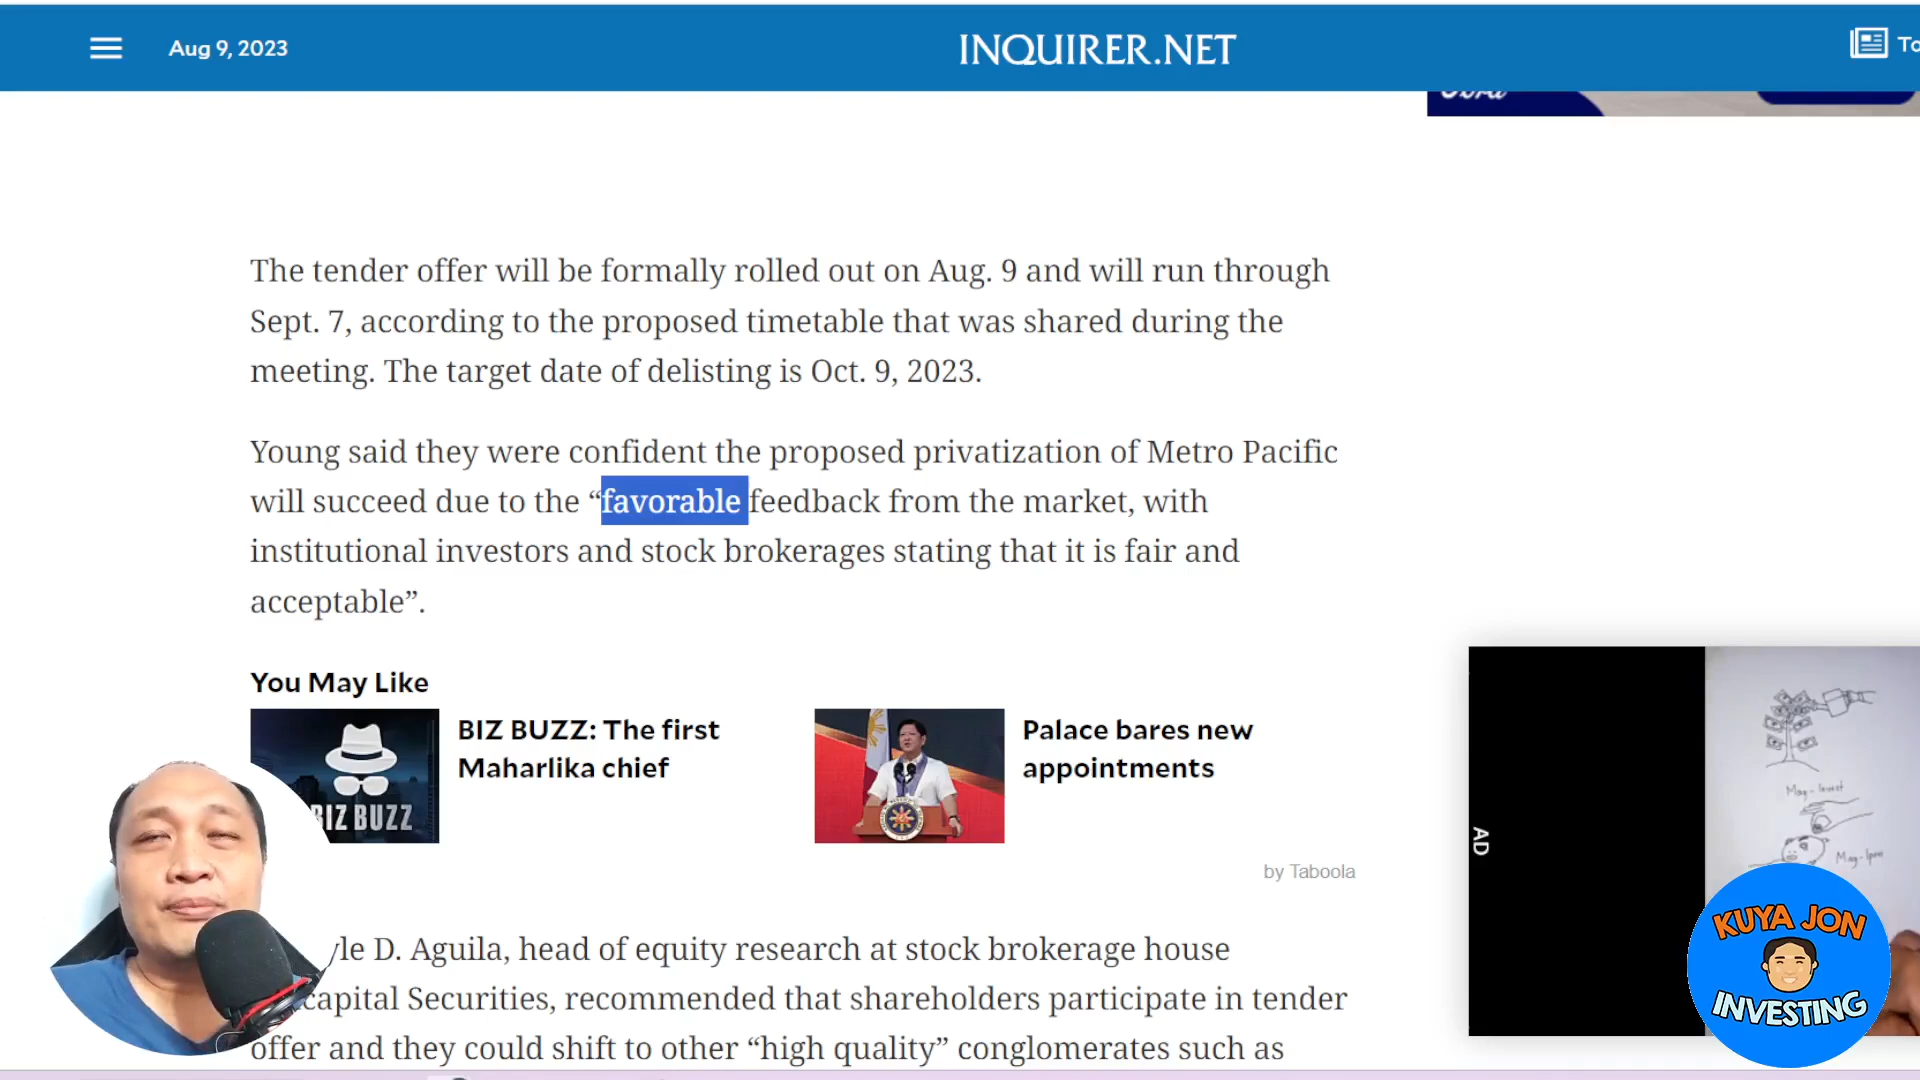 Aug 9, 2023
INQUIRER.NET
The tender offer will be formally rolled out on Aug. 9 and will run through
Sept. 7, according to the proposed timetable that was shared during the
meeting. The target date of delisting is Oct. 9, 2023.
Young said they were confident the proposed privatization of Metro Pacific
will succeed due to the “favorable feedback from the market, with
institutional investors and stock brokerages stating that it is fair and
acceptable”.
You May Like
BIZ BUZZ: The first
Maharlika chief
BIZ BUZZ
Palace bares new
appointments
by Taboola
D. Aguila, head of equity research at stock brokerage house
capital Securities, recommended that shareholders participate in tender
offer and they could shift to other “high quality” conglomerates such as
AD
Mag-Invest
Mag-Ipon
KUYA JON
INVESTING